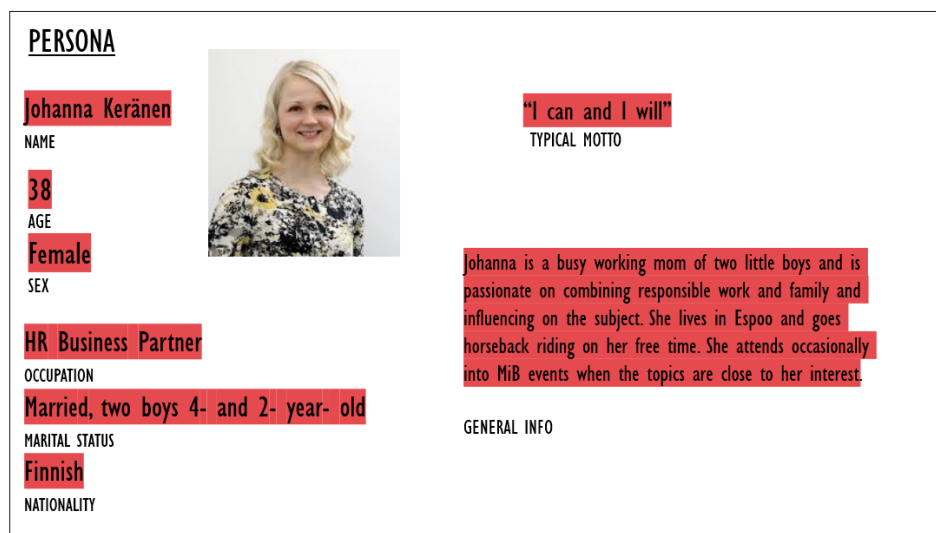 PERSONA
Johanna Keränen
NAME
38
AGE
Female
SEX
HR Business Partner
OCCUPATION
Married, two boys 4- and 2- year- old
MARITAL STATUS
Finnish
NATIONALITY
“I can and I will”
TYPICAL MOTTO
Johanna is a busy working mom of two little boys and is
passionate on combining responsible work and family and
influencing on the subject. She lives in Espoo and goes
horseback riding on her free time. She attends occasionally
into MiB events when the topics are close to her interest.
GENERAL INFO